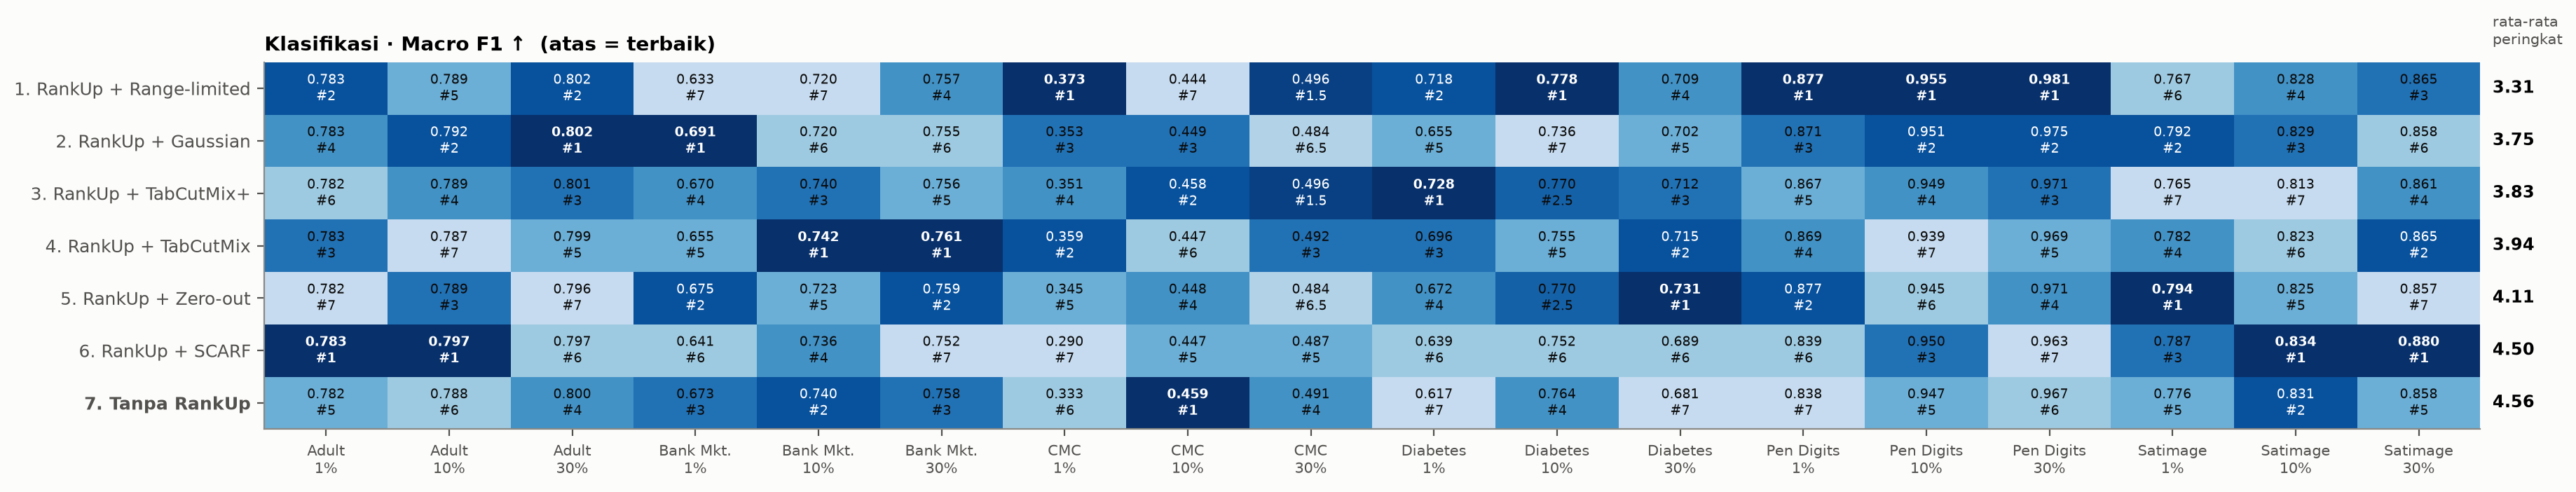 rata-rata
peringkat
Klasifikasi · Macro F1 ↑ (atas = terbaik)
1. RankUp + Range-limited 0.783 0.789 0.802 0.633 0.720 0.757 0.373 0.444 0.496 0.718 0.778 0.709 0.877 0.955 0.981 0.767 0.828 0.865 3.31
#2 #5 #2 #7 #7 #4 #1 #7 #1.5 #2 #1 #4 #1 #1 #1 #6 #4 #3
2. RankUp + Gaussian 0.783 0.792 0.802 0.691 0.720 0.755 0.353 0.449 0.484 0.655 0.736 0.702 0.871 0.951 0.975 0.792 0.829 0.858 3.75
#4 #2 #1 #1 #6 #6 #3 #3 #6.5 #5 #7 #5 #3 #2 #2 #2 #3 #6
3. RankUp + TabCutMix+ 0.782 0.789 0.801 0.670 0.740 0.756 0.351 0.458 0.496 0.728 0.770 0.712 0.867 0.949 0.971 0.765 0.813 0.861 3.83
#6 #4 #3 #4 #3 #5 #4 #2 #1.5 #1 #2.5 #3 #5 #4 #3 #7 #7 #4
4. RankUp + TabCutMix 0.783 0.787 0.799 0.655 0.742 0.761 0.359 0.447 0.492 0.696 0.755 0.715 0.869 0.939 0.969 0.782 0.823 0.865 3.94
#3 #7 #5 #5 #1 #1 #2 #6 #3 #3 #5 #2 #4 #7 #5 #4 #6 #2
5. RankUp + Zero-out 0.782 0.789 0.796 0.675 0.723 0.759 0.345 0.448 0.484 0.672 0.770 0.731 0.877 0.945 0.971 0.794 0.825 0.857 4.11
#7 #3 #7 #2 #5 #2 #5 #4 #6.5 #4 #2.5 #1 #2 #6 #4 #1 #5 #7
6. RankUp + SCARF 0.783 0.797 0.797 0.641 0.736 0.752 0.290 0.447 0.487 0.639 0.752 0.689 0.839 0.950 0.963 0.787 0.834 0.880 4.50
#1 #1 #6 #6 #4 #7 #7 #5 #5 #6 #6 #6 #6 #3 #7 #3 #1 #1
7. Tanpa RankUp 0.782 0.788 0.800 0.673 0.740 0.758 0.333 0.459 0.491 0.617 0.764 0.681 0.838 0.947 0.967 0.776 0.831 0.858 4.56
#5 #6 #4 #3 #2 #3 #6 #1 #4 #7 #4 #7 #7 #5 #6 #5 #2 #5
Adult Adult Adult Bank Mkt. Bank Mkt. Bank Mkt. CMC CMC CMC Diabetes Diabetes Diabetes Pen Digits Pen Digits Pen Digits Satimage Satimage Satimage
1% 10% 30% 1% 10% 30% 1% 10% 30% 1% 10% 30% 1% 10% 30% 1% 10% 30%